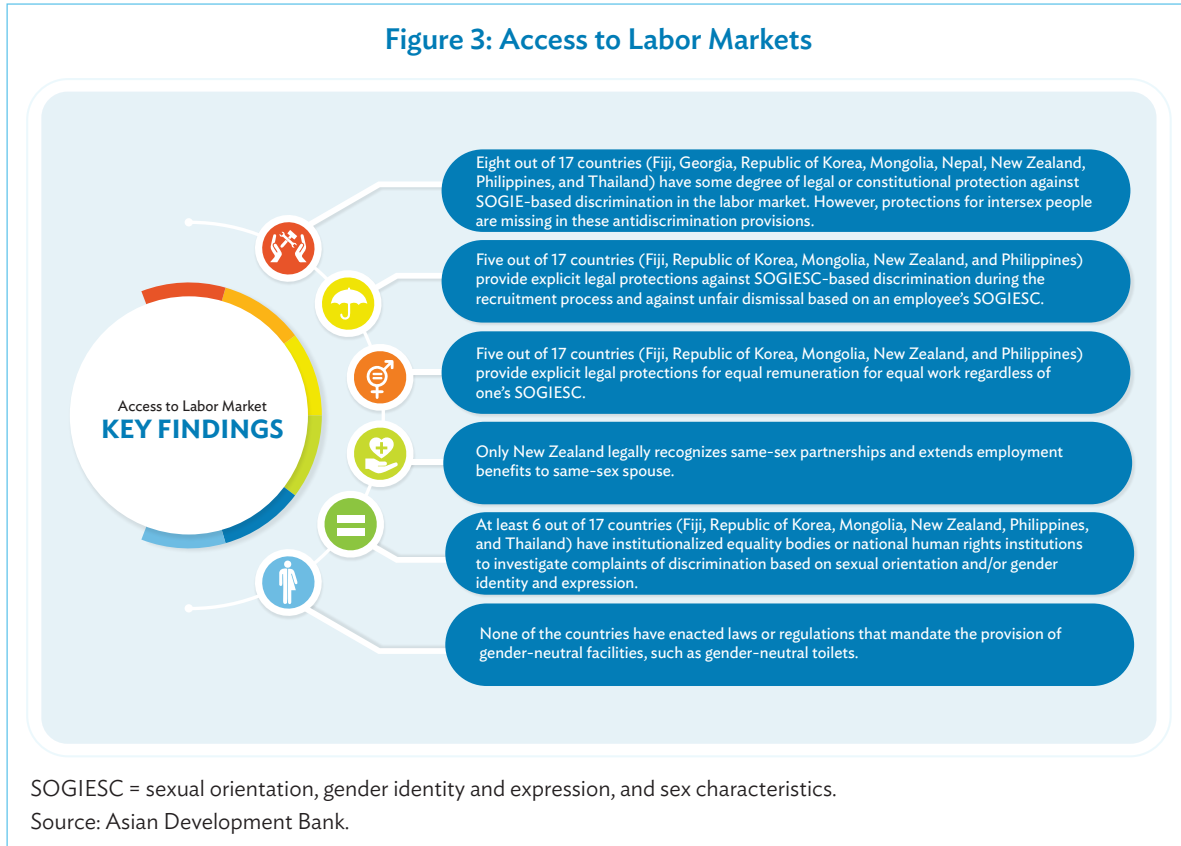 Figure 3: Access to Labor Markets
Eight out of 17 countries (Fiji, Georgia, Republic of Korea, Mongolia, Nepal, New Zealand,
Philippines, and Thailand) have some degree of legal or constitutional protection against
SOGIE-based discrimination in the labor market. However, protections for intersex people
are missing in these antidiscrimination provisions.
Five out of 17 countries (Fiji, Republic of Korea, Mongolia, New Zealand, and Philippines)
provide explicit legal protections against SOGIESC-based discrimination during the
recruitment process and against unfair dismissal based on an employee's SOGIESC.
Five out of 17 countries (Fiji, Republic of Korea, Mongolia, New Zealand, and Philippines)
provide explicit legal protections for equal remuneration for equal work regardless of
one's SOGIESC.
Access to Labor Market
KEY FINDINGS
Only New Zealand legally recognizes same-sex partnerships and extends employment
benefits to same-sex spouse.
At least 6 out of 17 countries (Fiji, Republic of Korea, Mongolia, New Zealand, Philippines,
and Thailand) have institutionalized equality bodies or national human rights institutions
to investigate complaints of discrimination based on sexual orientation and/or gender
identity and expression.
None of the countries have enacted laws or regulations that mandate the provision of
gender-neutral facilities, such as gender-neutral toilets.
SOGIESC = sexual orientation, gender identity and expression, and sex characteristics.
Source: Asian Development Bank.